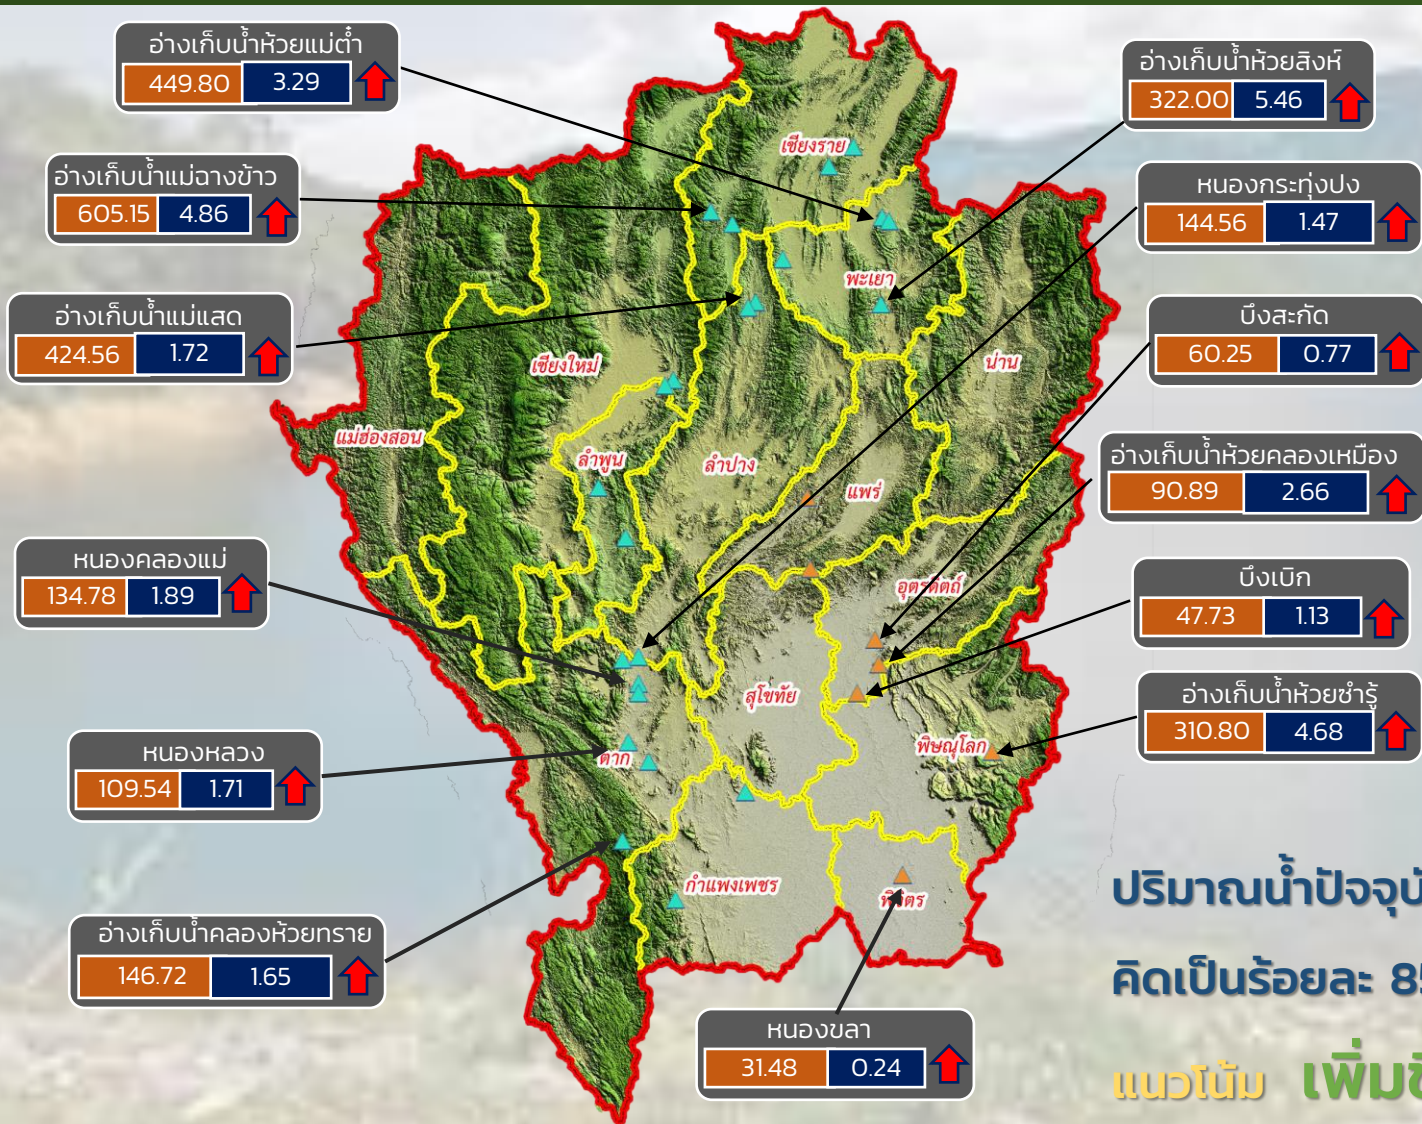 อ่างเก็บน้ำห้วยแม่ต๋ำ
449.80 3.29
อ่างเก็บน้ำห้วยสิงห์
322.00 5.46
อ่างเก็บน้ำแม่ฉางข้าว
605.15 4.86
หนองกระทุ่งปง
144.56 1.47
อ่างเก็บน้ำแม่แสด
424.56 1.72
บึงสะกัด
60.25 0.77
อ่างเก็บน้ำห้วยคลองเหมือง
90.89 2.66
หนองคลองแม่
134.78 1.89
บึงเบิก
47.73 1.13
อ่างเก็บน้ำห้วยซำรู้
310.80 4.68
หนองหลวง
109.54 1.71
อ่างเก็บน้ำคลองห้วยทราย
146.72 1.65
หนองขลา
31.48 0.24
เชียงราย
พะเยา
เชียงใหม่
น่าน
แม่ฮ่องสอน
ลำพูน
ลำปาง
แพร่
อุตรดิตถ์
สุโขทัย
ตาก
พิษณุโลก
กำแพงเพชร
พิจิตร
ปริมาณน้ำปัจจุบั
คิดเป็นร้อยละ 85
แนวโน้ม เพิ่มขึ